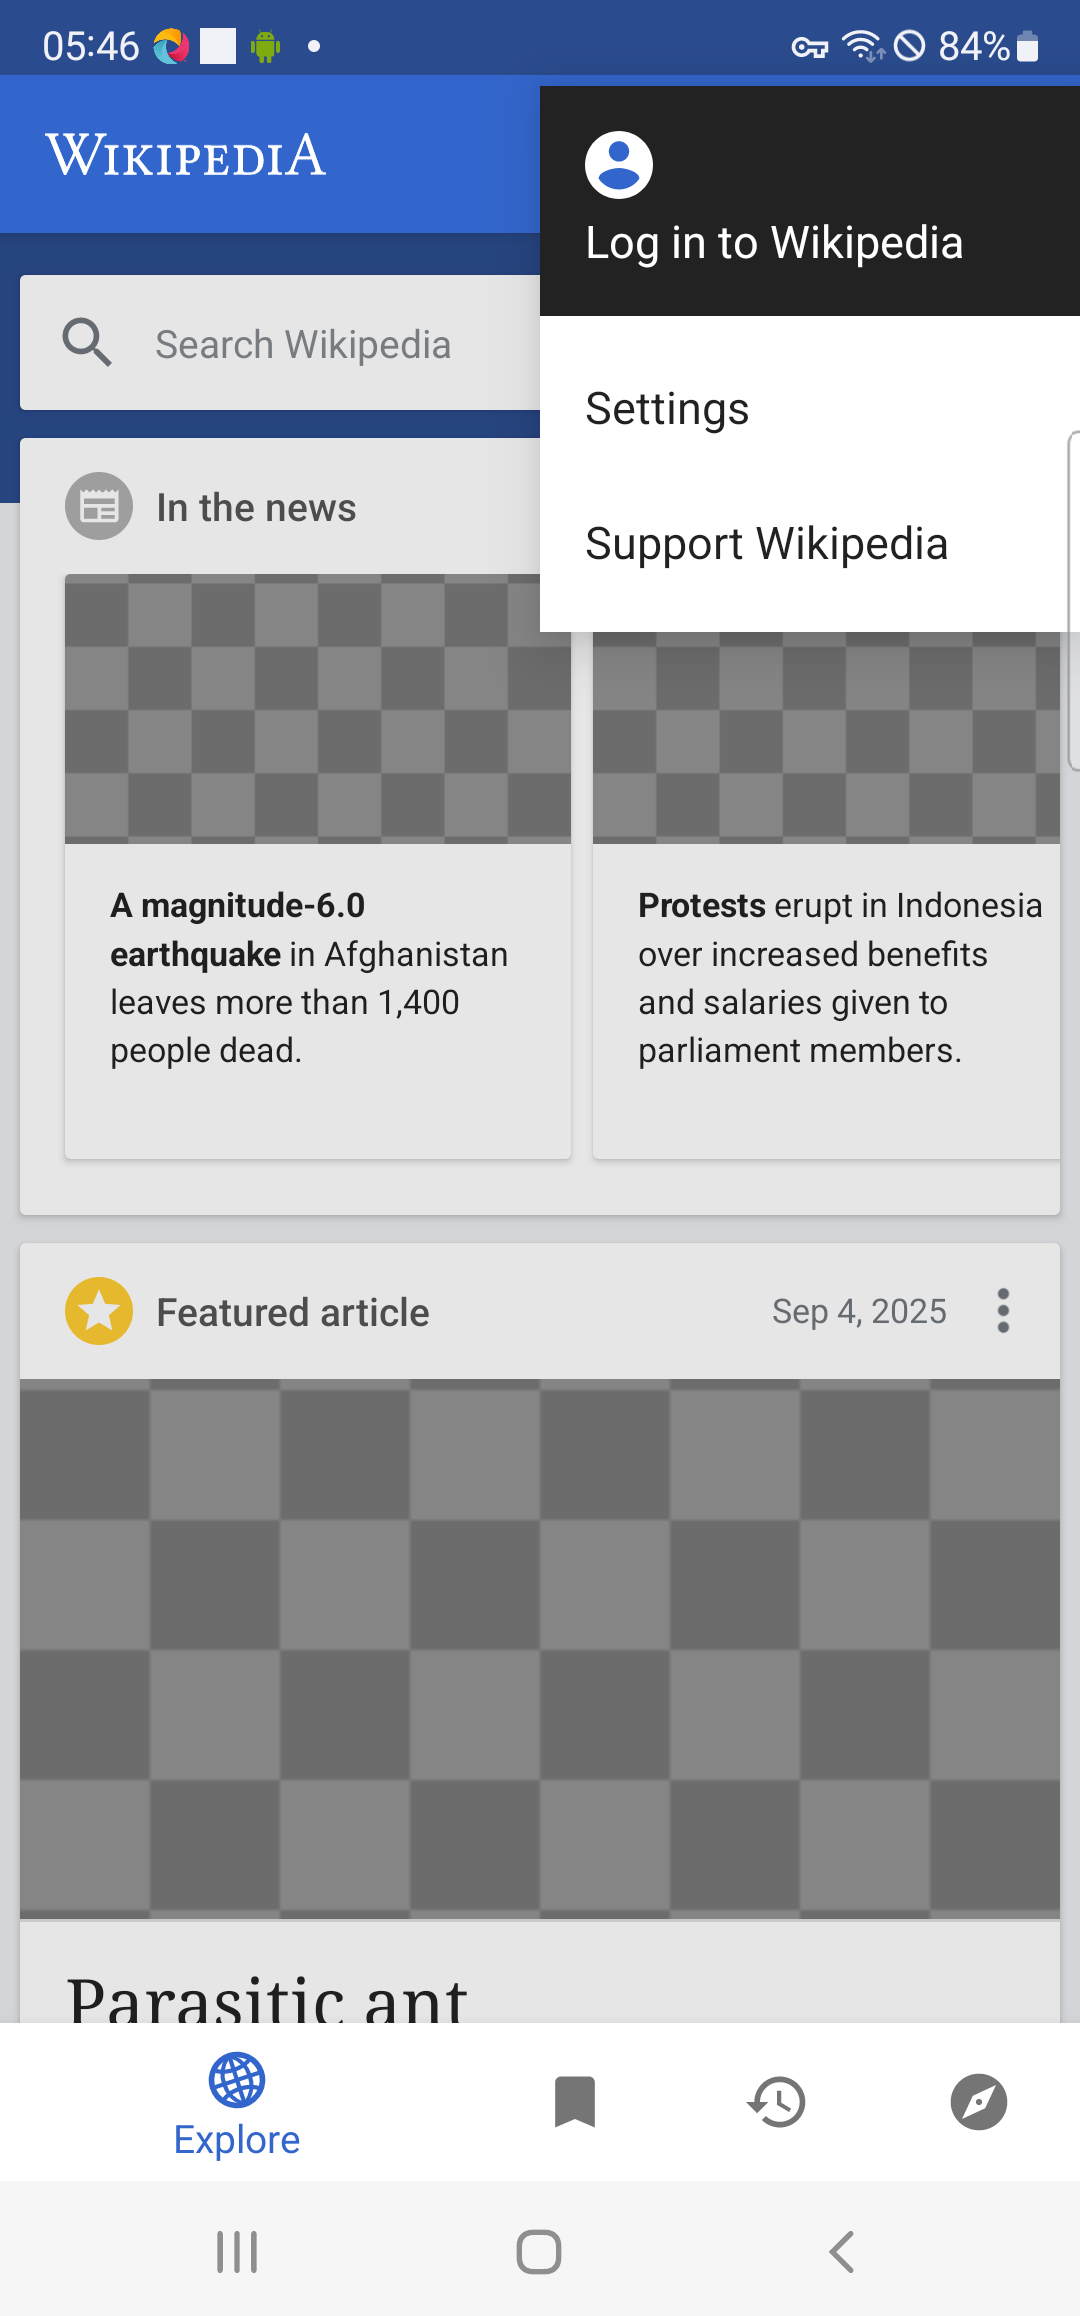 05:46
84%
WIKIPEDIA
Log in to Wikipedia
Search Wikipedia
Settings
Support Wikipedia
In the news
A magnitude-6.0
earthquake in Afghanistan
leaves more than 1,400
people dead.
Protests erupt in Indonesia
over increased benefits
and salaries given to
parliament members.
Featured article
Sep 4, 2025
Parasitic ant
Explore